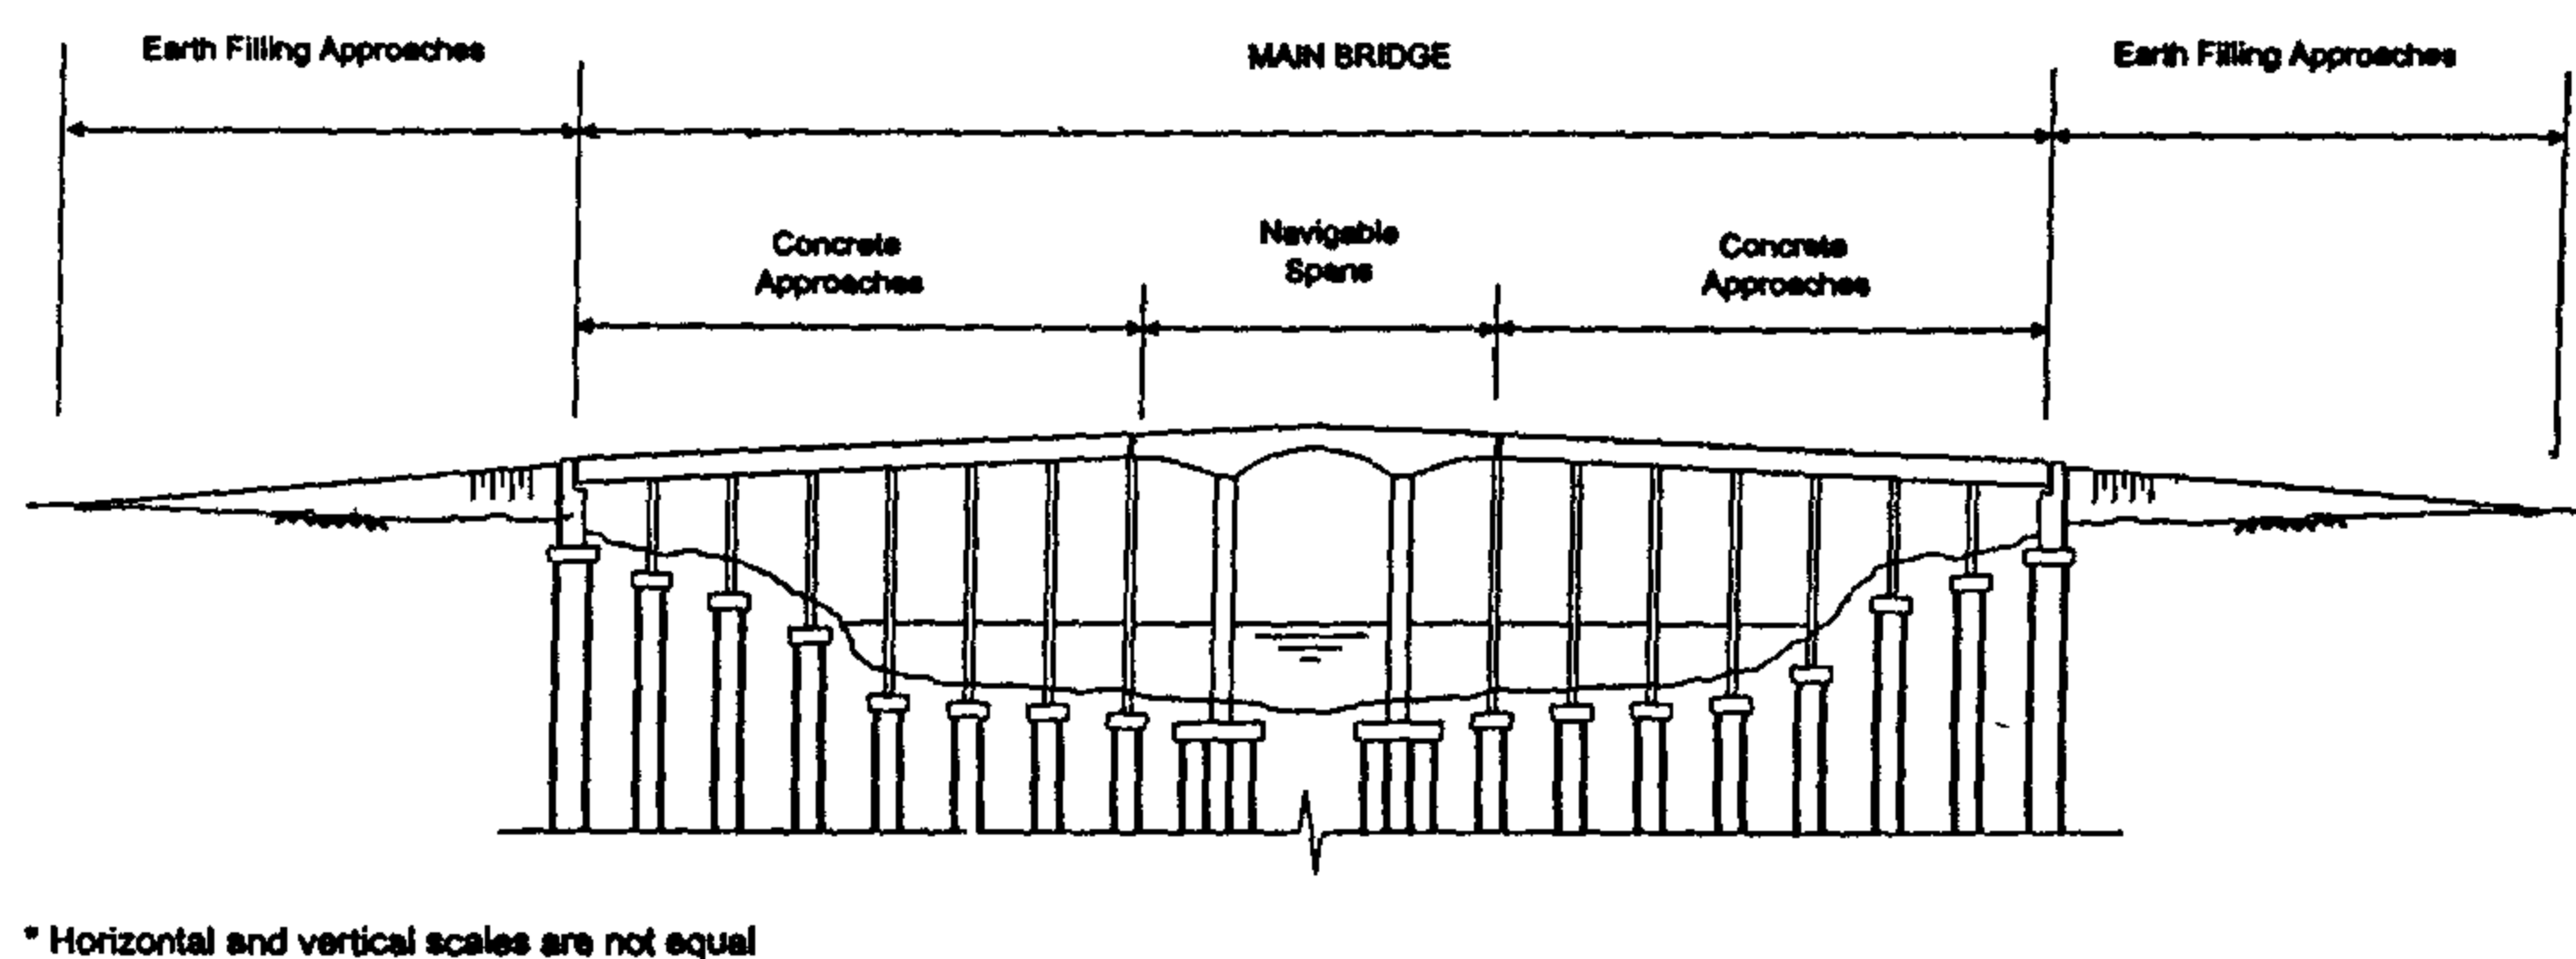 Earth Filling Approaches
MAIN BRIDGE
Earth Filling Approaches
Concrete
Approaches
Navigable
Spans
Concrete
Approaches
* Horizontal and vertical scales are not equal